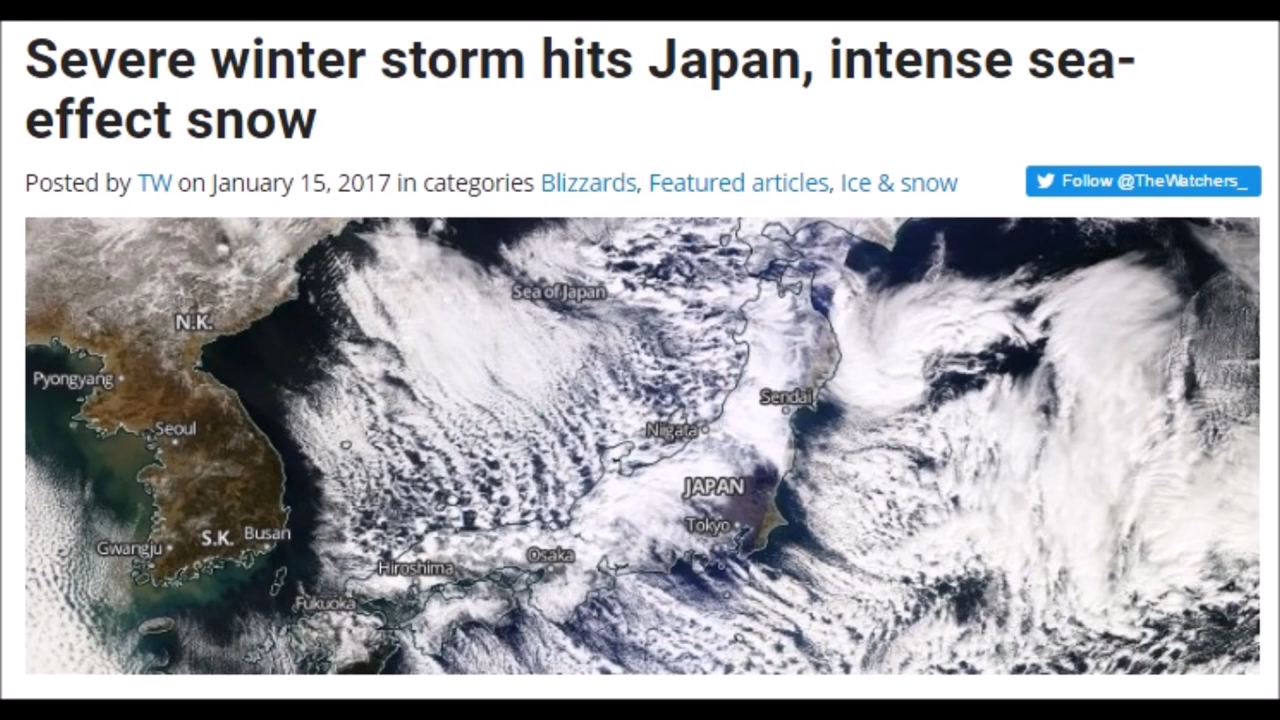 Severe winter storm hits Japan, intense sea-
effect snow
Posted by TW on January 15, 2017 in categories Blizzards, Featured articles, Ice & snow
Follow @TheWatchers_
Sea of Japan
N.K.
Pyongyang
Sendai
Seoul
Niigata
JAPAN
Tokyo
S.K.
Busan
Gwangju
Osaka
Hiroshima
Fukuoka